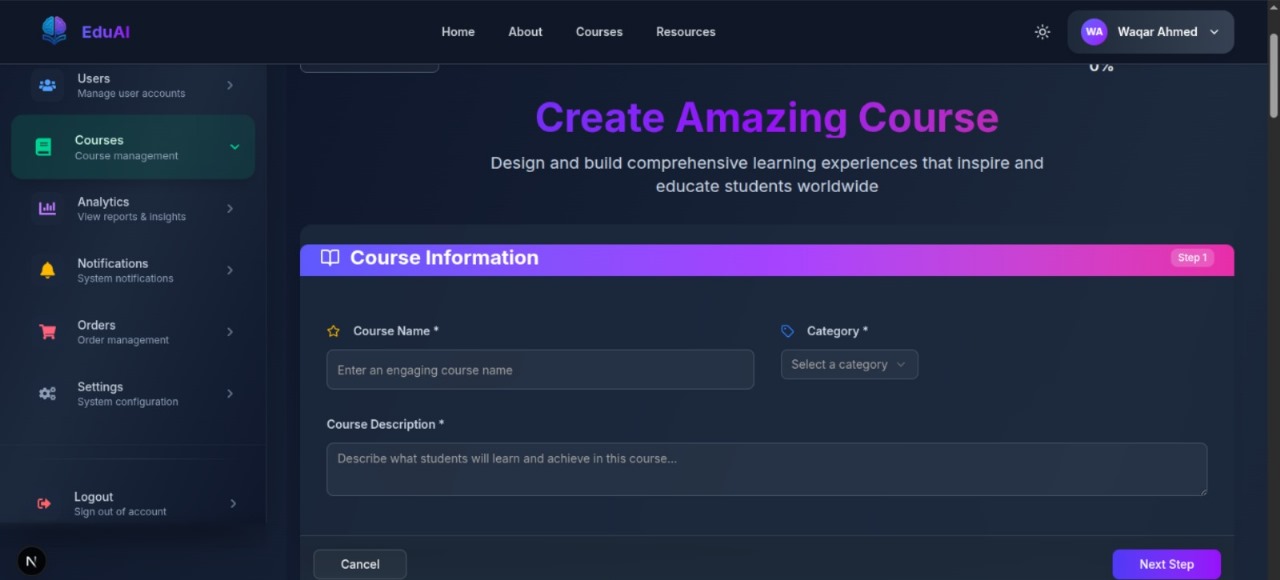 EduAI
Home
About
Courses
Resources
WA
Waqar Ahmed
Users
Manage user accounts
Courses
Course management
Analytics
View reports & insights
Notifications
System notifications
Orders
Order management
Settings
System configuration
Logout
Sign out of account
N
0%
Create Amazing Course
Design and build comprehensive learning experiences that inspire and
educate students worldwide
Course Information
Step 1
Course Name *
Enter an engaging course name
Category *
Select a category
Course Description *
Describe what students will learn and achieve in this course...
Cancel
Next Step